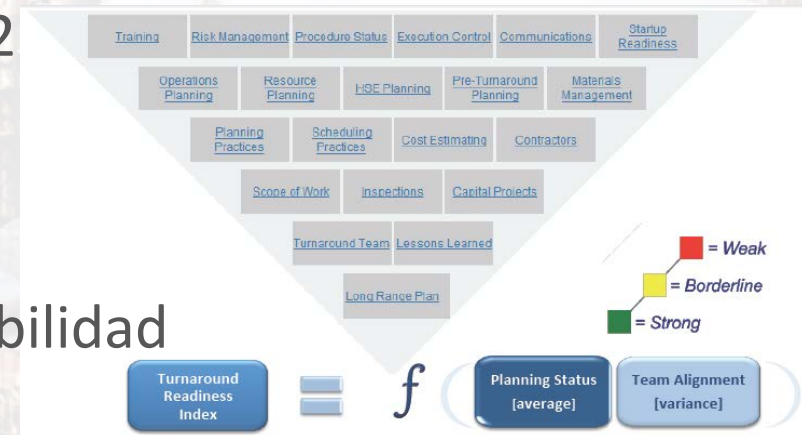 2
Training Risk Management Procedure Status Execution Control Communications Startup Readiness
Operations Planning Resource Planning HSE Planning Pre-Turnaround Planning Materials Management
Planning Practices Scheduling Practices Cost Estimating Contractors
Scope of Work Inspections Capital Projects
Turnaround Team Lessons Learned
Long Range Plan
= Weak
= Borderline
= Strong
bilidad
Turnaround Readiness Index = f ( Planning Status [average] Team Alignment [variance] )